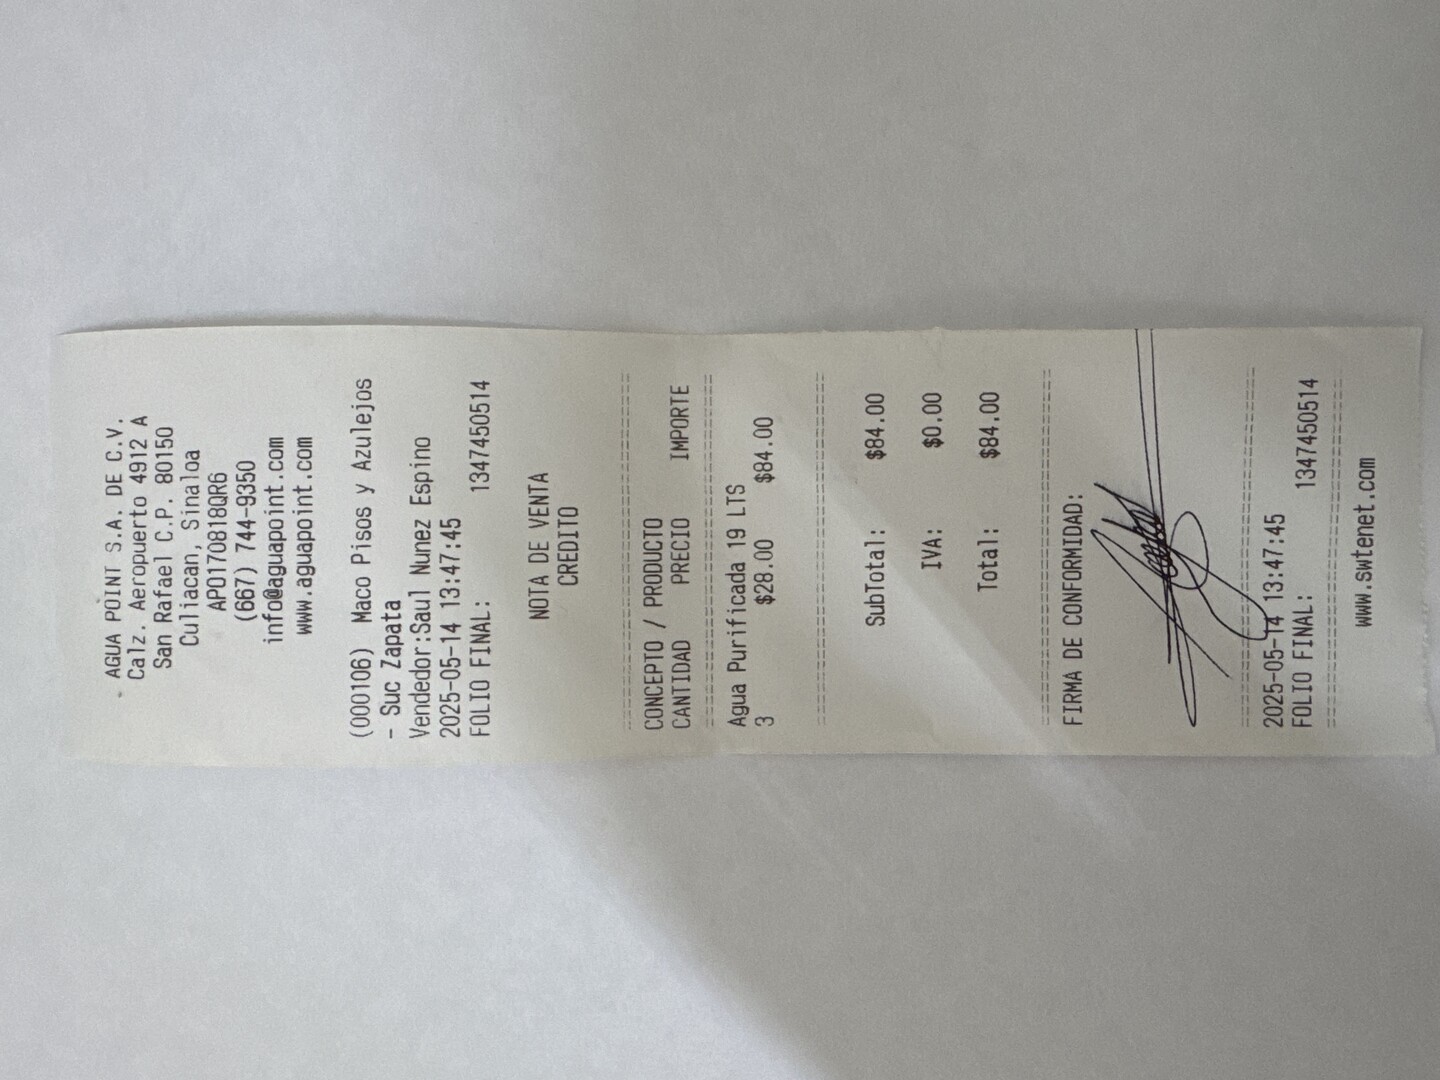 AGUA POINT S.A. DE C.V.
Calz. Aeropuerto 4912 A
San Rafael C.P. 80150
Culiacan, Sinaloa
APO170818QR6
(667) 744-9350
info@aguapoint.com
www.aguapoint.com
(000106) Maco Pisos y Azulejos
- Suc Zapata
Vendedor:Saul Nunez Espino
2025-05-14 13:47:45
FOLIO FINAL: 1347450514
NOTA DE VENTA
CREDITO
CONCEPTO / PRODUCTO
CANTIDAD PRECIO IMPORTE
Agua Purificada 19 LTS
3 $28.00 $84.00
SubTotal: $84.00
IVA: $0.00
Total: $84.00
FIRMA DE CONFORMIDAD:
2025-05-14 13:47:45
FOLIO FINAL: 1347450514
www.swtenet.com